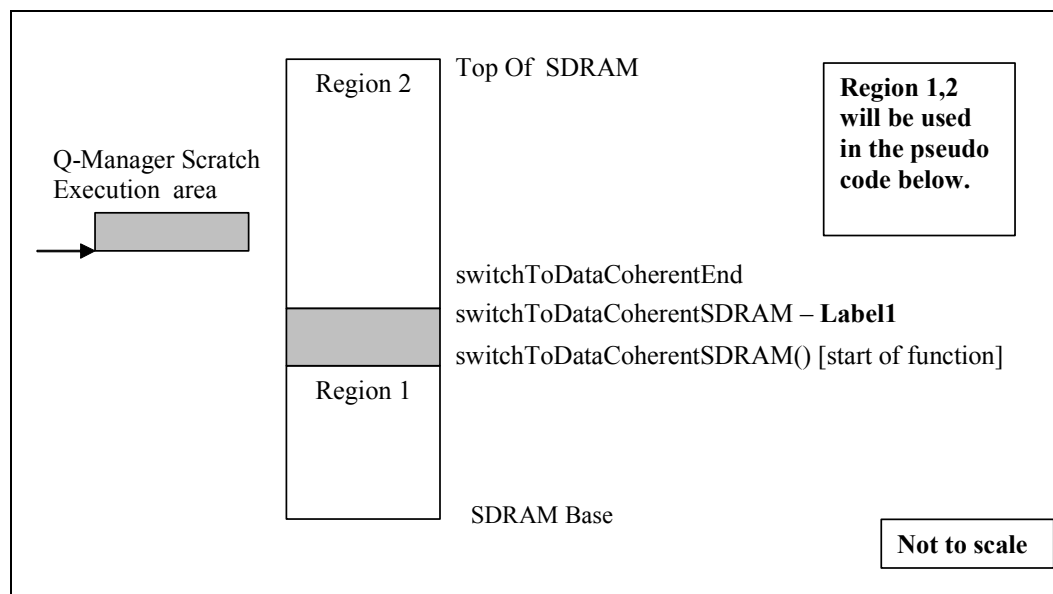 Top Of SDRAM
Region 2
Region 1,2
will be used
in the pseudo
code below.
Q-Manager Scratch
Execution area
switchToDataCoherentEnd
switchToDataCoherentSDRAM – Label1
switchToDataCoherentSDRAM() [start of function]
Region 1
SDRAM Base
Not to scale